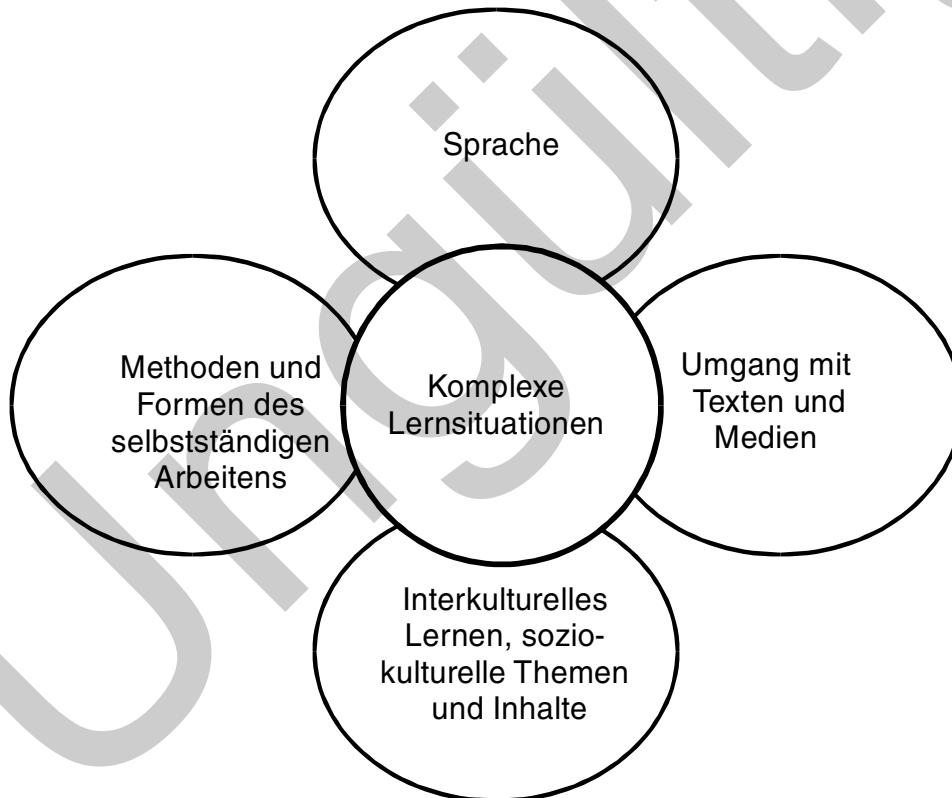 Sprache
Methoden und
Formen des
selbstständigen
Arbeitens
Komplexe
Lernsituationen
Umgang mit
Texten und
Medien
Interkulturelles
Lernen, sozio-
kulturelle Themen
und Inhalte